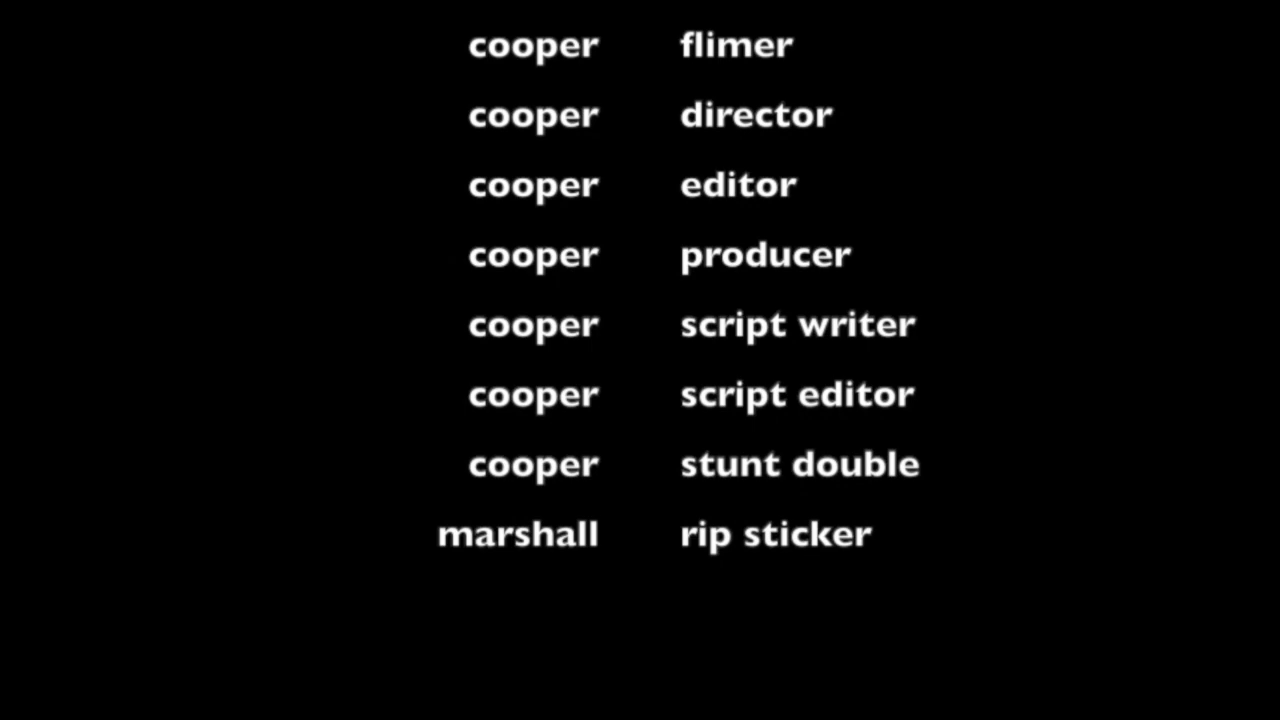 cooper flimer
cooper director
cooper editor
cooper producer
cooper script writer
cooper script editor
cooper stunt double
marshall rip sticker